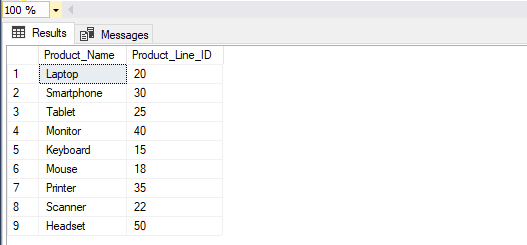 100 %
Results Messages
Product_Name Product_Line_ID
1 Laptop 20
2 Smartphone 30
3 Tablet 25
4 Monitor 40
5 Keyboard 15
6 Mouse 18
7 Printer 35
8 Scanner 22
9 Headset 50